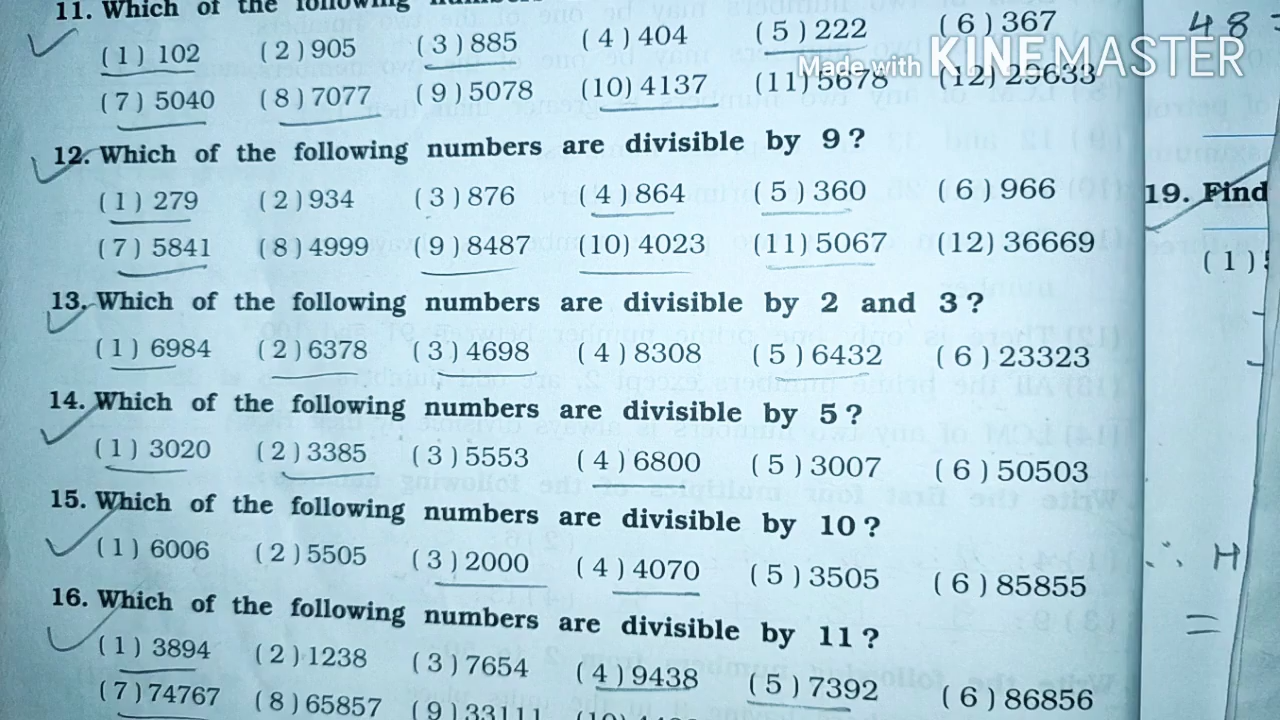 11. Which of the following
(1) 102 (2) 905 (3) 885 (4) 404 (5) 222 (6) 367
(7) 5040 (8) 7077 (9) 5078 (10) 4137 (11) 5678 (12) 29633
12. Which of the following numbers are divisible by 9?
(1) 279 (2) 934 (3) 876 (4) 864 (5) 360 (6) 966
(7) 5841 (8) 4999 (9) 8487 (10) 4023 (11) 5067 (12) 36669
13. Which of the following numbers are divisible by 2 and 3?
(1) 6984 (2) 6378 (3) 4698 (4) 8308 (5) 6432 (6) 23323
14. Which of the following numbers are divisible by 5?
(1) 3020 (2) 3385 (3) 5553 (4) 6800 (5) 3007 (6) 50503
15. Which of the following numbers are divisible by 10?
(1) 6006 (2) 5505 (3) 2000 (4) 4070 (5) 3505 (6) 85855
16. Which of the following numbers are divisible by 11?
(1) 3894 (2) 1238 (3) 7654 (4) 9438 (5) 7392 (6) 86856
(7) 74767 (8) 65857 (9) 33111
Made with KINEMASTER
48
19. Find
(1)
∴ H
=